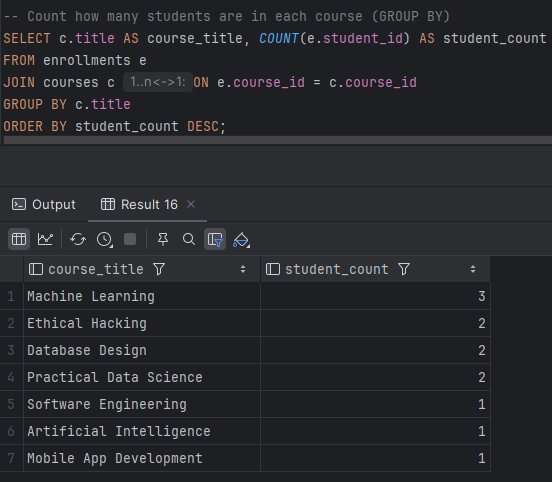 -- Count how many students are in each course (GROUP BY)
SELECT c.title AS course_title, COUNT(e.student_id) AS student_count
FROM enrollments e
JOIN courses c 1..n<->1: ON e.course_id = c.course_id
GROUP BY c.title
ORDER BY student_count DESC;
Output Result 16
course_title student_count
1 Machine Learning 3
2 Ethical Hacking 2
3 Database Design 2
4 Practical Data Science 2
5 Software Engineering 1
6 Artificial Intelligence 1
7 Mobile App Development 1